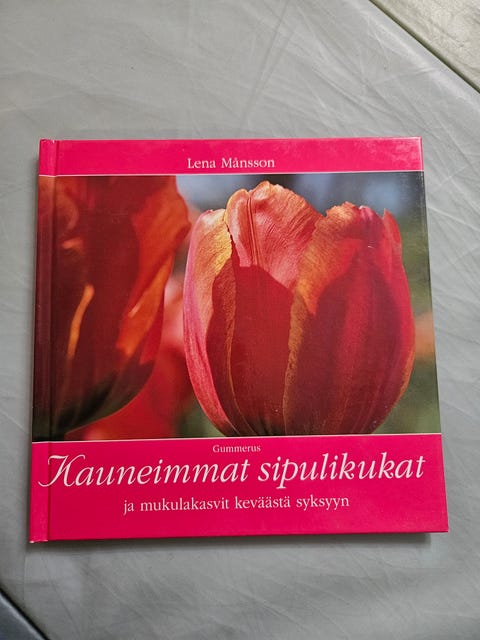 Lena Månsson
Gummerus
Kauneimmat sipulikukat
ja mukulakasvit keväästä syksyyn